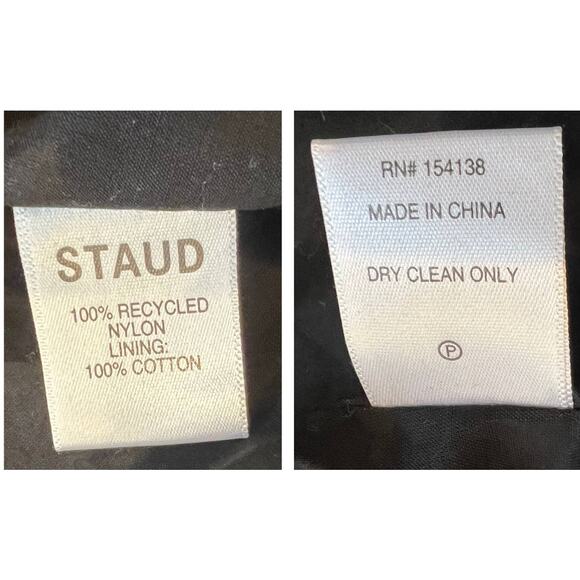 STAUD
100% RECYCLED
NYLON
LINING:
100% COTTON
RN# 154138
MADE IN CHINA
DRY CLEAN ONLY
P